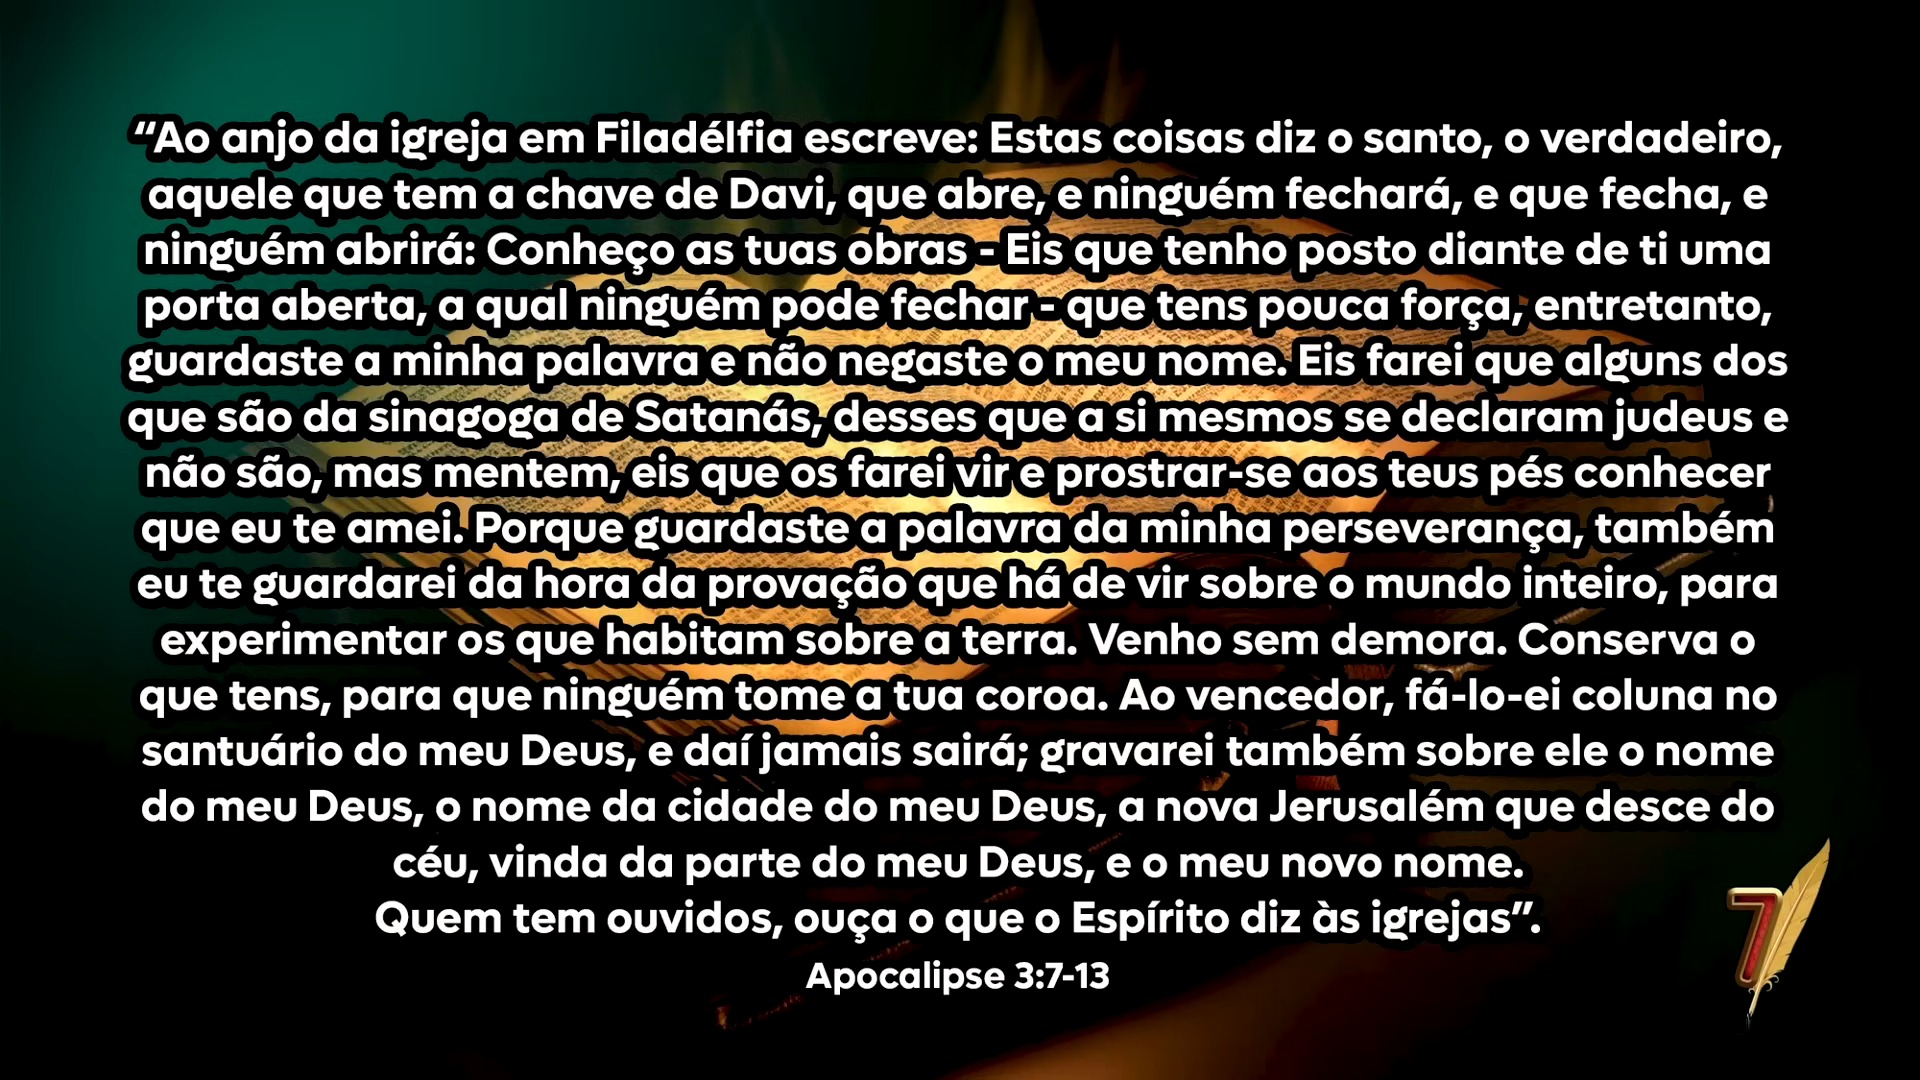 “Ao anjo da igreja em Filadélfia escreve: Estas coisas diz o santo, o verdadeiro,
aquele que tem a chave de Davi, que abre, e ninguém fechará, e que fecha, e
ninguém abrirá: Conheço as tuas obras - Eis que tenho posto diante de ti uma
porta aberta, a qual ninguém pode fechar - que tens pouca força, entretanto,
guardaste a minha palavra e não negaste o meu nome. Eis farei que alguns dos
que são da sinagoga de Satanás, desses que a si mesmos se declaram judeus e
não são, mas mentem, eis que os farei vir e prostrar-se aos teus pés conhecer
que eu te amei. Porque guardaste a palavra da minha perseverança, também
eu te guardarei da hora da provação que há de vir sobre o mundo inteiro, para
experimentar os que habitam sobre a terra. Venho sem demora. Conserva o
que tens, para que ninguém tome a tua coroa. Ao vencedor, fá-lo-ei coluna no
santuário do meu Deus, e daí jamais sairá; gravarei também sobre ele o nome
do meu Deus, o nome da cidade do meu Deus, a nova Jerusalém que desce do
céu, vinda da parte do meu Deus, e o meu novo nome.
Quem tem ouvidos, ouça o que o Espírito diz às igrejas”.
Apocalipse 3:7-13
7